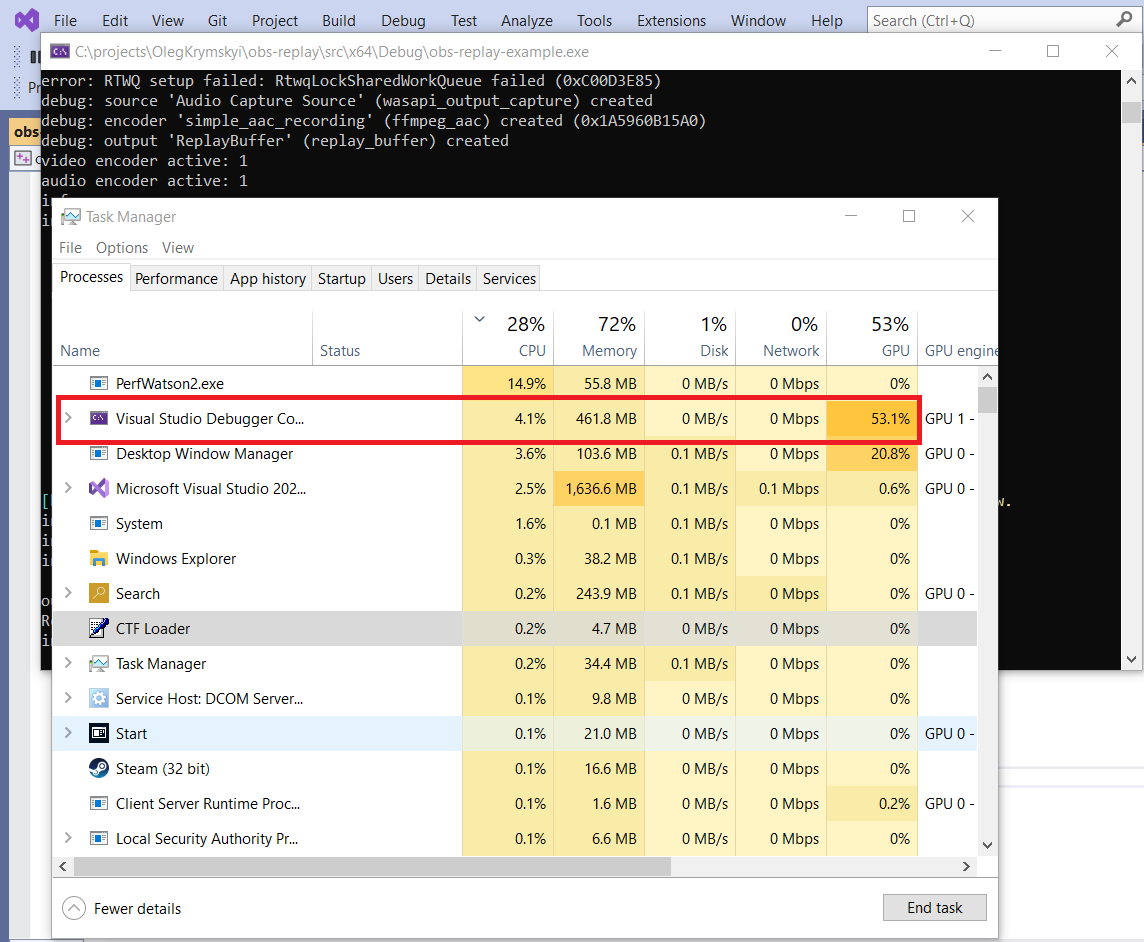 File Edit View Git Project Build Debug Test Analyze Tools Extensions Window Help Search (Ctrl+Q)
C:\projects\OlegKrymskyi\obs-replay\src\x64\Debug\obs-replay-example.exe
error: RTWQ setup failed: RtwqLockSharedWorkQueue failed (0xC00D3E85)
debug: source 'Audio Capture Source' (wasapi_output_capture) created
debug: encoder 'simple_aac_recording' (ffmpeg_aac) created (0x1A5960B15A0)
debug: output 'ReplayBuffer' (replay_buffer) created
video encoder active: 1
audio encoder active: 1
Task Manager
File Options View
Processes Performance App history Startup Users Details Services
28% 72% 1% 0% 53%
Name Status CPU Memory Disk Network GPU GPU engine
PerfWatson2.exe 14.9% 55.8 MB 0 MB/s 0 Mbps 0%
Visual Studio Debugger Co... 4.1% 461.8 MB 0 MB/s 0 Mbps 53.1% GPU 1 -
Desktop Window Manager 3.6% 103.6 MB 0.1 MB/s 0 Mbps 20.8% GPU 0 -
Microsoft Visual Studio 202... 2.5% 1,636.6 MB 0.1 MB/s 0.1 Mbps 0.6% GPU 0 -
System 1.6% 0.1 MB 0.1 MB/s 0 Mbps 0%
Windows Explorer 0.3% 38.2 MB 0.1 MB/s 0 Mbps 0%
Search 0.2% 243.9 MB 0.1 MB/s 0 Mbps 0% GPU 0 -
CTF Loader 0.2% 4.7 MB 0 MB/s 0 Mbps 0%
Task Manager 0.2% 34.4 MB 0.1 MB/s 0 Mbps 0%
Service Host: DCOM Server... 0.1% 9.8 MB 0 MB/s 0 Mbps 0%
Start 0.1% 21.0 MB 0 MB/s 0 Mbps 0% GPU 0 -
Steam (32 bit) 0.1% 16.6 MB 0 MB/s 0 Mbps 0%
Client Server Runtime Proc... 0.1% 1.6 MB 0 MB/s 0 Mbps 0.2% GPU 0 -
Local Security Authority Pr... 0.1% 6.6 MB 0 MB/s 0 Mbps 0%
Fewer details End task